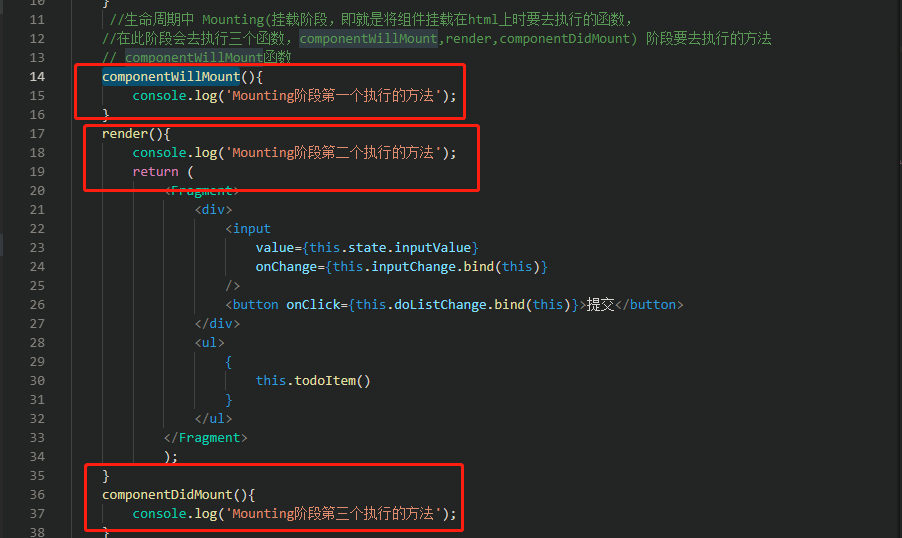 10 }
11 //生命周期中 Mounting(挂载阶段，即就是将组件挂载在html上时要去执行的函数，
12 //在此阶段会去执行三个函数，componentWillMount,render,componentDidMount) 阶段要去执行的方法
13 // componentWillMount函数
14 componentWillMount(){
15 console.log('Mounting阶段第一个执行的方法');
16 }
17 render(){
18 console.log('Mounting阶段第二个执行的方法');
19 return (
20 <Fragment>
21 <div>
22 <input
23 value={this.state.inputValue}
24 onChange={this.inputChange.bind(this)}
25 />
26 <button onClick={this.doListChange.bind(this)}>提交</button>
27 </div>
28 <ul>
29 {
30 this.todoItem()
31 }
32 </ul>
33 </Fragment>
34 );
35 }
36 componentDidMount(){
37 console.log('Mounting阶段第三个执行的方法');
38 }